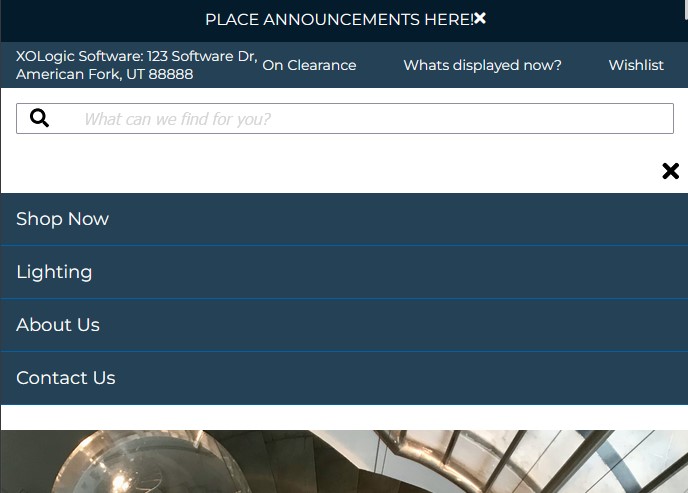 PLACE ANNOUNCEMENTS HERE!
XOLogic Software: 123 Software Dr,
American Fork, UT 88888
On Clearance
Whats displayed now?
Wishlist
What can we find for you?
Shop Now
Lighting
About Us
Contact Us